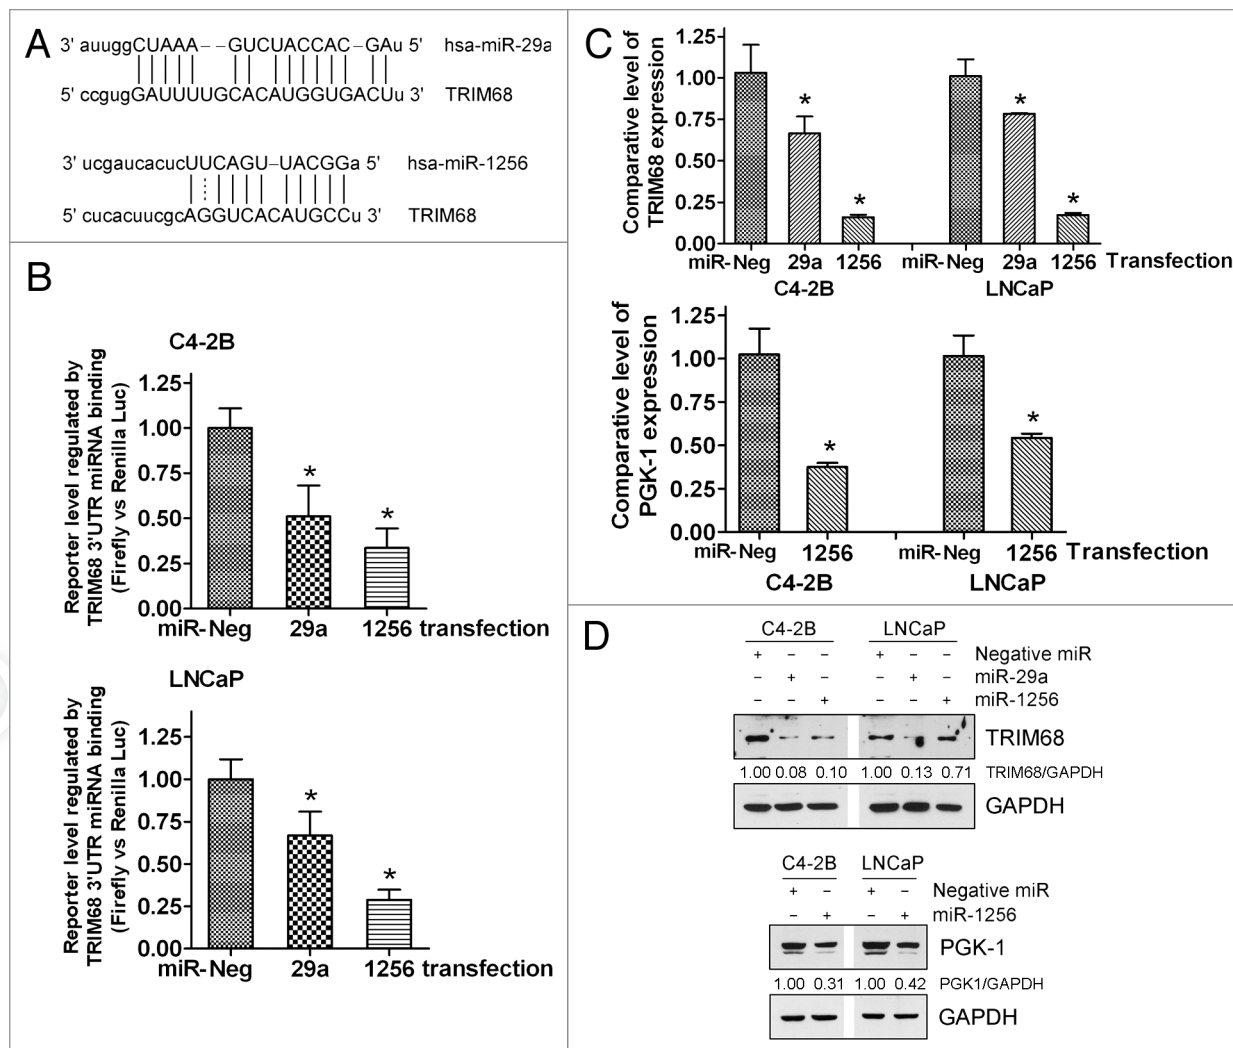 A
3' auuggCUAAA--GUCUACCAC-GAu 5' hsa-miR-29a
5' ccgugGAUUUUGCACAUGGUGACUu 3' TRIM68
3' ucgaucacucUUCAGU-UACGGa 5' hsa-miR-1256
5' cucacuucgcAGGUCACAUGCCu 3' TRIM68
B
C4-2B
Reporter level regulated by
TRIM68 3'UTR miRNA binding
(Firefly vs Renilla Luc)
1.25
1.00
0.75
0.50
0.25
0.00
* *
miR-Neg 29a 1256 transfection
LNCaP
Reporter level regulated by
TRIM68 3'UTR miRNA binding
(Firefly vs Renilla Luc)
1.25
1.00
0.75
0.50
0.25
0.00
* *
miR-Neg 29a 1256 transfection
C
Comparative level of
TRIM68 expression
1.25
1.00
0.75
0.50
0.25
0.00
* * * *
miR-Neg 29a 1256 miR-Neg 29a 1256 Transfection
C4-2B LNCaP
Comparative level of
PGK-1 expression
1.25
1.00
0.75
0.50
0.25
0.00
* *
miR-Neg 1256 miR-Neg 1256 Transfection
C4-2B LNCaP
D
C4-2B LNCaP
+ − − + − − Negative miR
− + − − + − miR-29a
− − + − − + miR-1256
TRIM68
1.00 0.08 0.10 1.00 0.13 0.71 TRIM68/GAPDH
GAPDH
C4-2B LNCaP
+ − + − Negative miR
− + − + miR-1256
PGK-1
1.00 0.31 1.00 0.42 PGK1/GAPDH
GAPDH